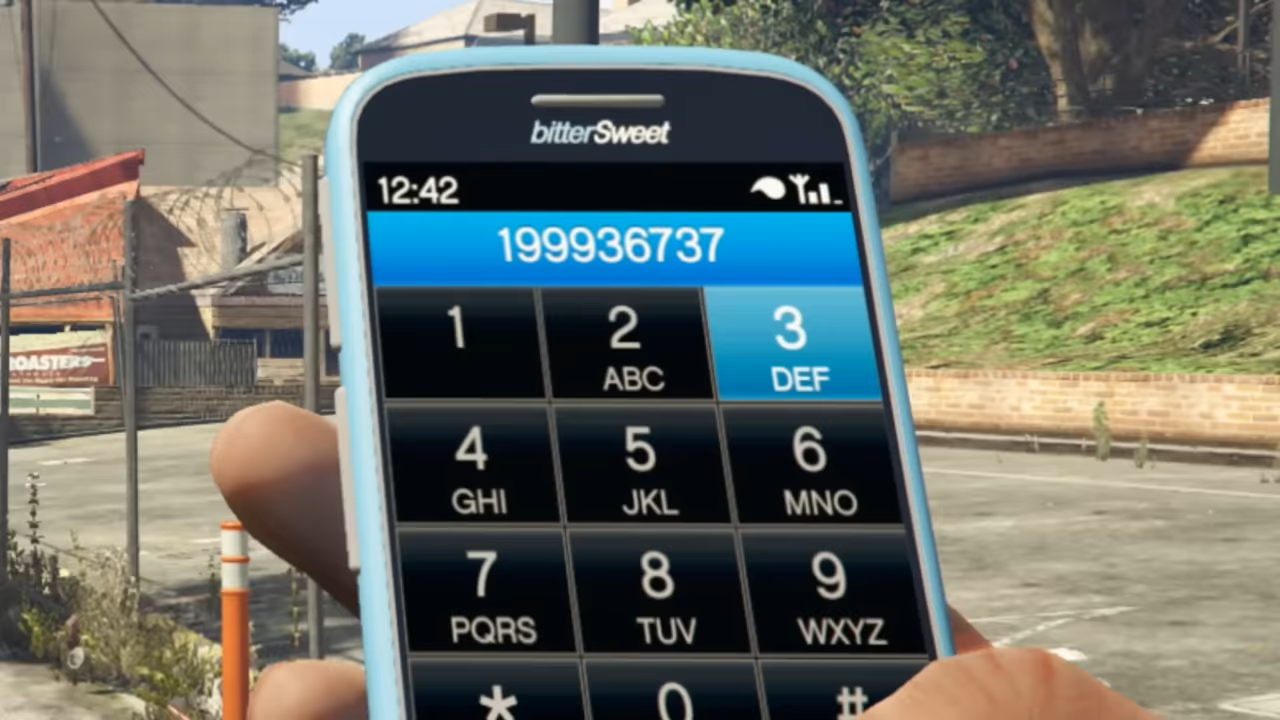 bitterSweet
12:42
199936737
1
2
ABC
3
DEF
4
GHI
5
JKL
6
MNO
7
PQRS
8
TUV
9
WXYZ
*
0
#
OASTERS